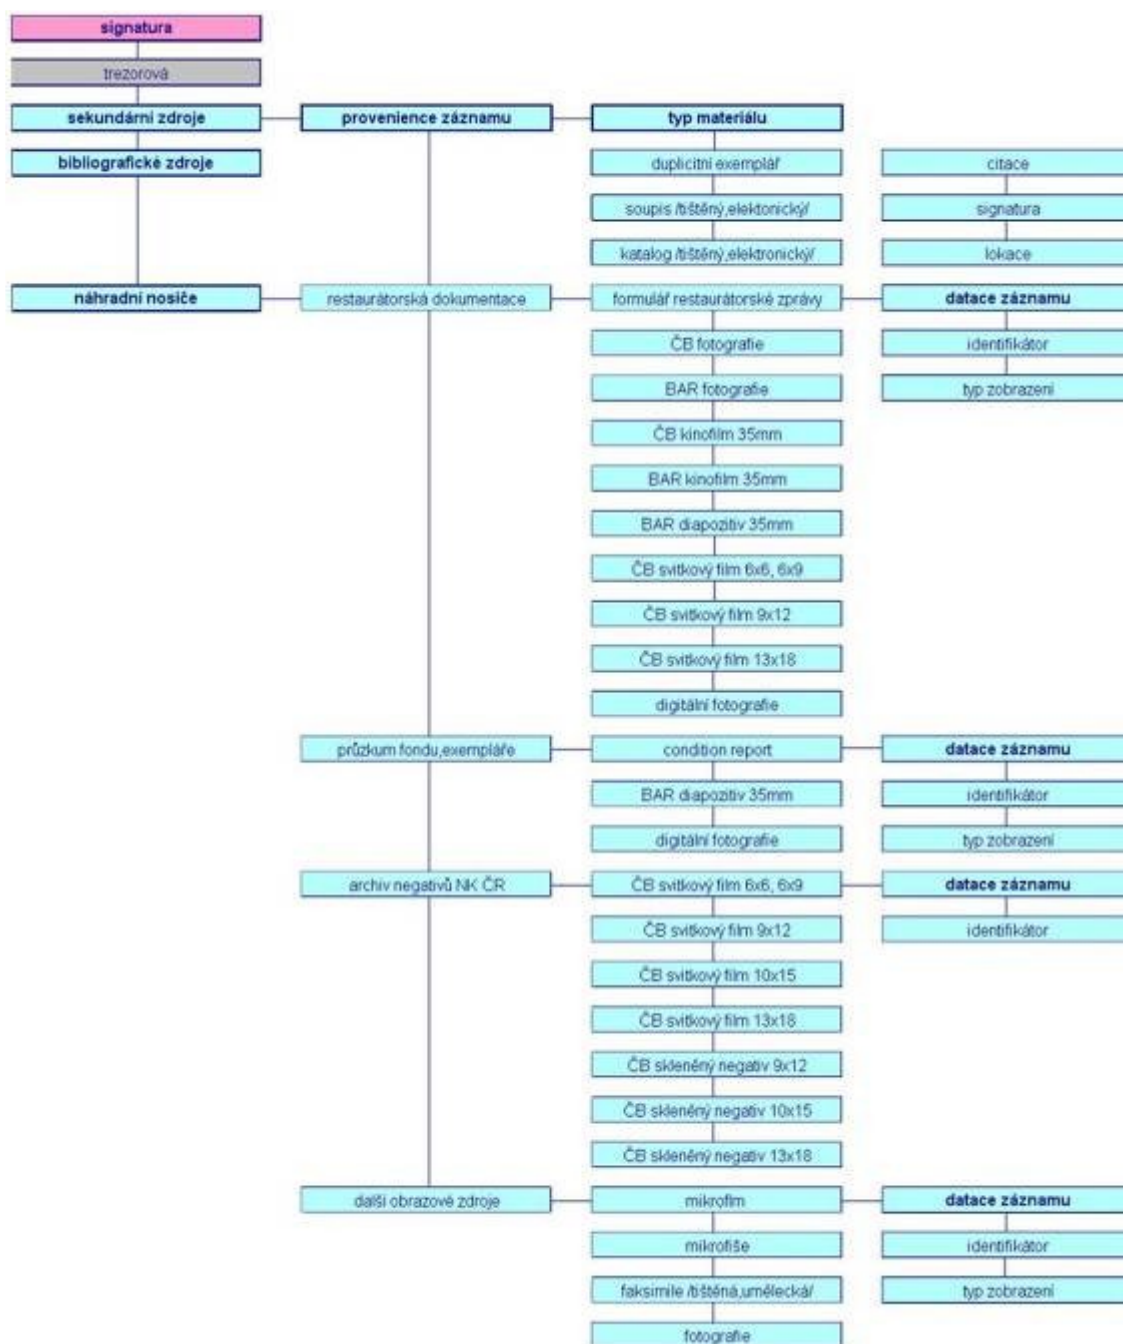 signatura
trezorová
sekundární zdroje
provenience záznamu
typ materiálu
bibliografické zdroje
duplicitní exemplář
citace
soupis /tištěný,elektonický/
signatura
katalog /tištěný,elektronický/
lokace
náhradní nosiče
restaurátorská dokumentace
formulář restaurátorské zprávy
datace záznamu
ČB fotografie
identifikátor
BAR fotografie
typ zobrazení
ČB kinofilm 35mm
BAR kinofilm 35mm
BAR diapozitiv 35mm
ČB svitkový film 6x6, 6x9
ČB svitkový film 9x12
ČB svitkový film 13x18
digitální fotografie
průzkum fondu,exempláře
condition report
datace záznamu
BAR diapozitiv 35mm
identifikátor
digitální fotografie
typ zobrazení
archiv negativů NK ČR
ČB svitkový film 6x6, 6x9
datace záznamu
ČB svitkový film 9x12
identifikátor
ČB svitkový film 10x15
ČB svitkový film 13x18
ČB skleněný negativ 9x12
ČB skleněný negativ 10x15
ČB skleněný negativ 13x18
další obrazové zdroje
mikroflm
datace záznamu
mikrofiše
identifikátor
faksimile /tištěná,umělecká/
typ zobrazení
fotografie